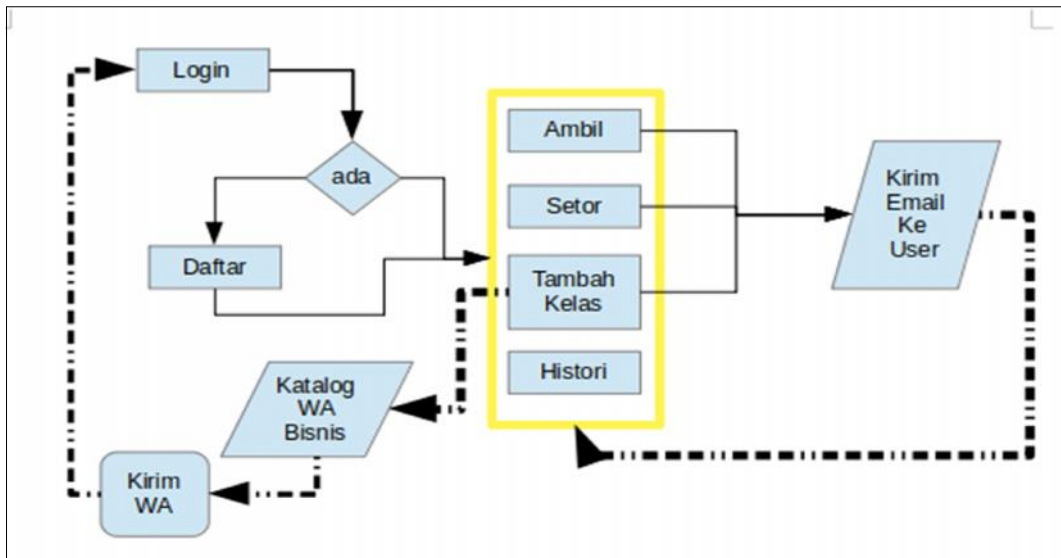 Login
ada
Daftar
Ambil
Setor
Tambah
Kelas
Histori
Kirim
Email
Ke
User
Katalog
WA
Bisnis
Kirim
WA